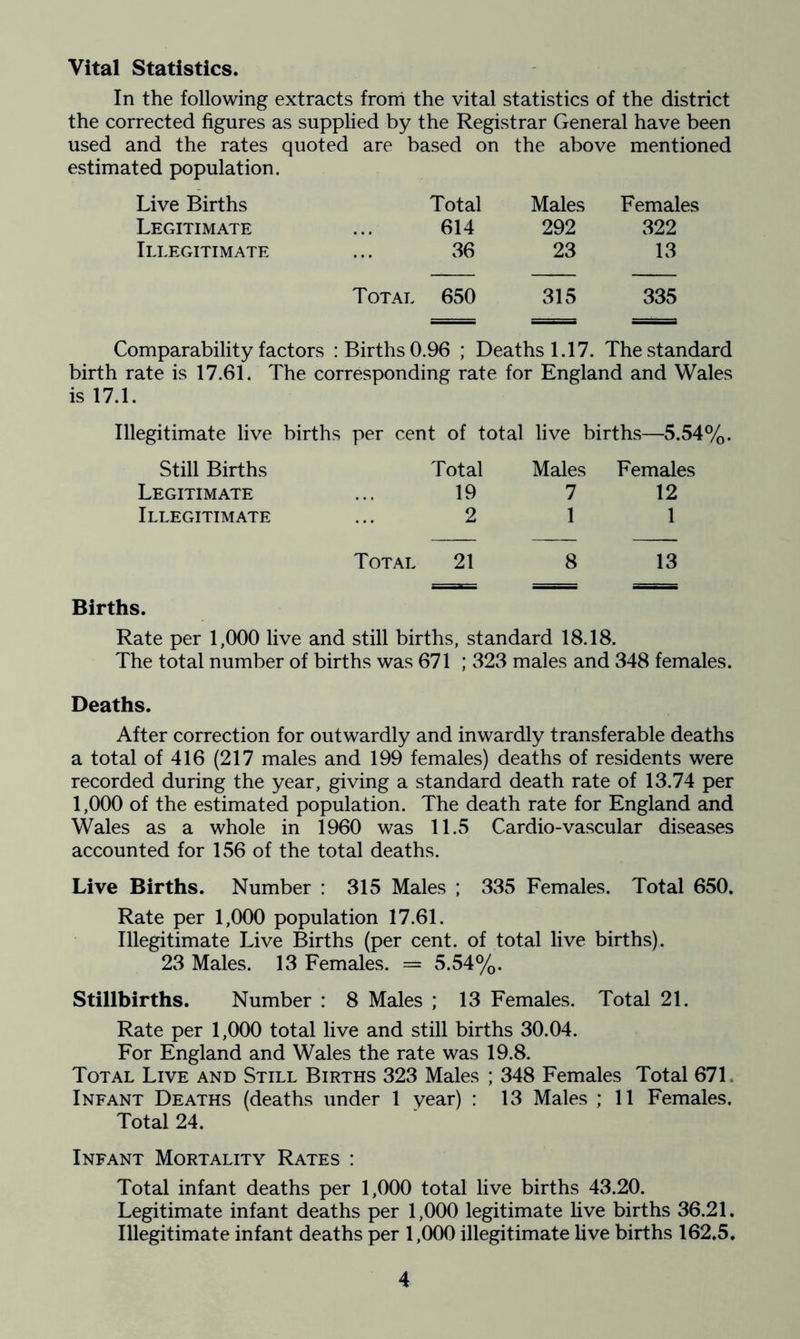 Vital Statistics.
In the following extracts from the vital statistics of the district
the corrected figures as supplied by the Registrar General have been
used and the rates quoted are based on the above mentioned
estimated population.
Live Births Total Males Females
Legitimate ... 614 292 322
Illegitimate ... 36 23 13
Total 650 315 335
Comparability factors : Births 0.96 ; Deaths 1.17. The standard
birth rate is 17.61. The corresponding rate for England and Wales
is 17.1.
Illegitimate live births per cent of total live births—5.54%.
Still Births Total Males Females
Legitimate ... 19 7 12
Illegitimate ... 2 1 1
Total 21 8 13
Births.
Rate per 1,000 live and still births, standard 18.18.
The total number of births was 671 ; 323 males and 348 females.
Deaths.
After correction for outwardly and inwardly transferable deaths
a total of 416 (217 males and 199 females) deaths of residents were
recorded during the year, giving a standard death rate of 13.74 per
1,000 of the estimated population. The death rate for England and
Wales as a whole in 1960 was 11.5 Cardio-vascular diseases
accounted for 156 of the total deaths.
Live Births. Number : 315 Males ; 335 Females. Total 650.
Rate per 1,000 population 17.61.
Illegitimate Live Births (per cent. of total live births).
23 Males. 13 Females. = 5.54%.
Stillbirths. Number : 8 Males ; 13 Females. Total 21.
Rate per 1,000 total live and still births 30.04.
For England and Wales the rate was 19.8.
Total Live and Still Births 323 Males ; 348 Females Total 671.
Infant Deaths (deaths under 1 year) : 13 Males ; 11 Females.
Total 24.
Infant Mortality Rates :
Total infant deaths per 1,000 total live births 43.20.
Legitimate infant deaths per 1,000 legitimate live births 36.21.
Illegitimate infant deaths per 1,000 illegitimate live births 162.5.
4